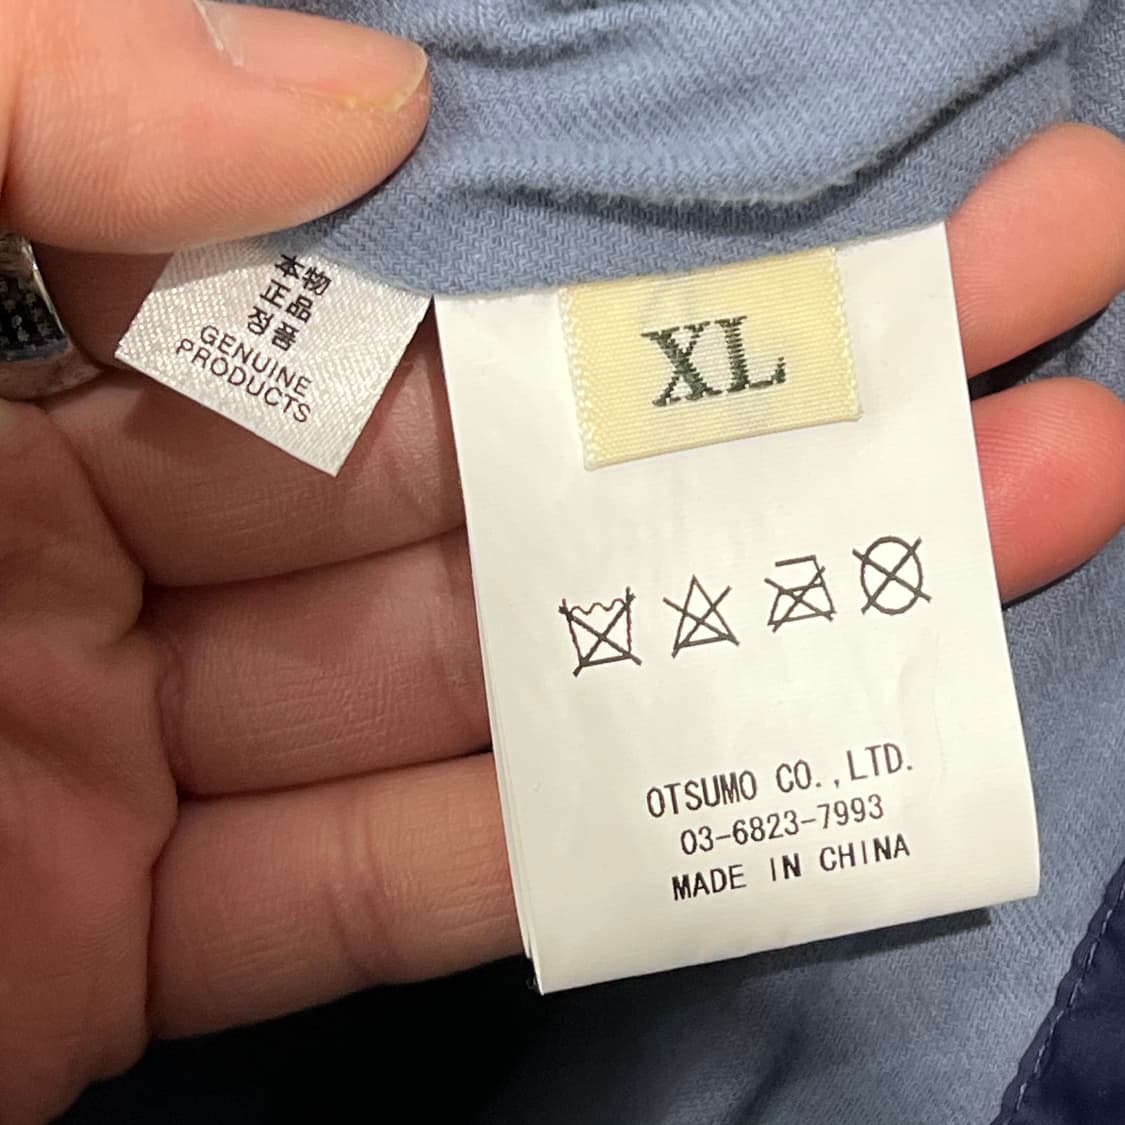 本物
正品
정품
GENUINE
PRODUCTS
XL
OTSUMO CO.,LTD.
03-6823-7993
MADE IN CHINA